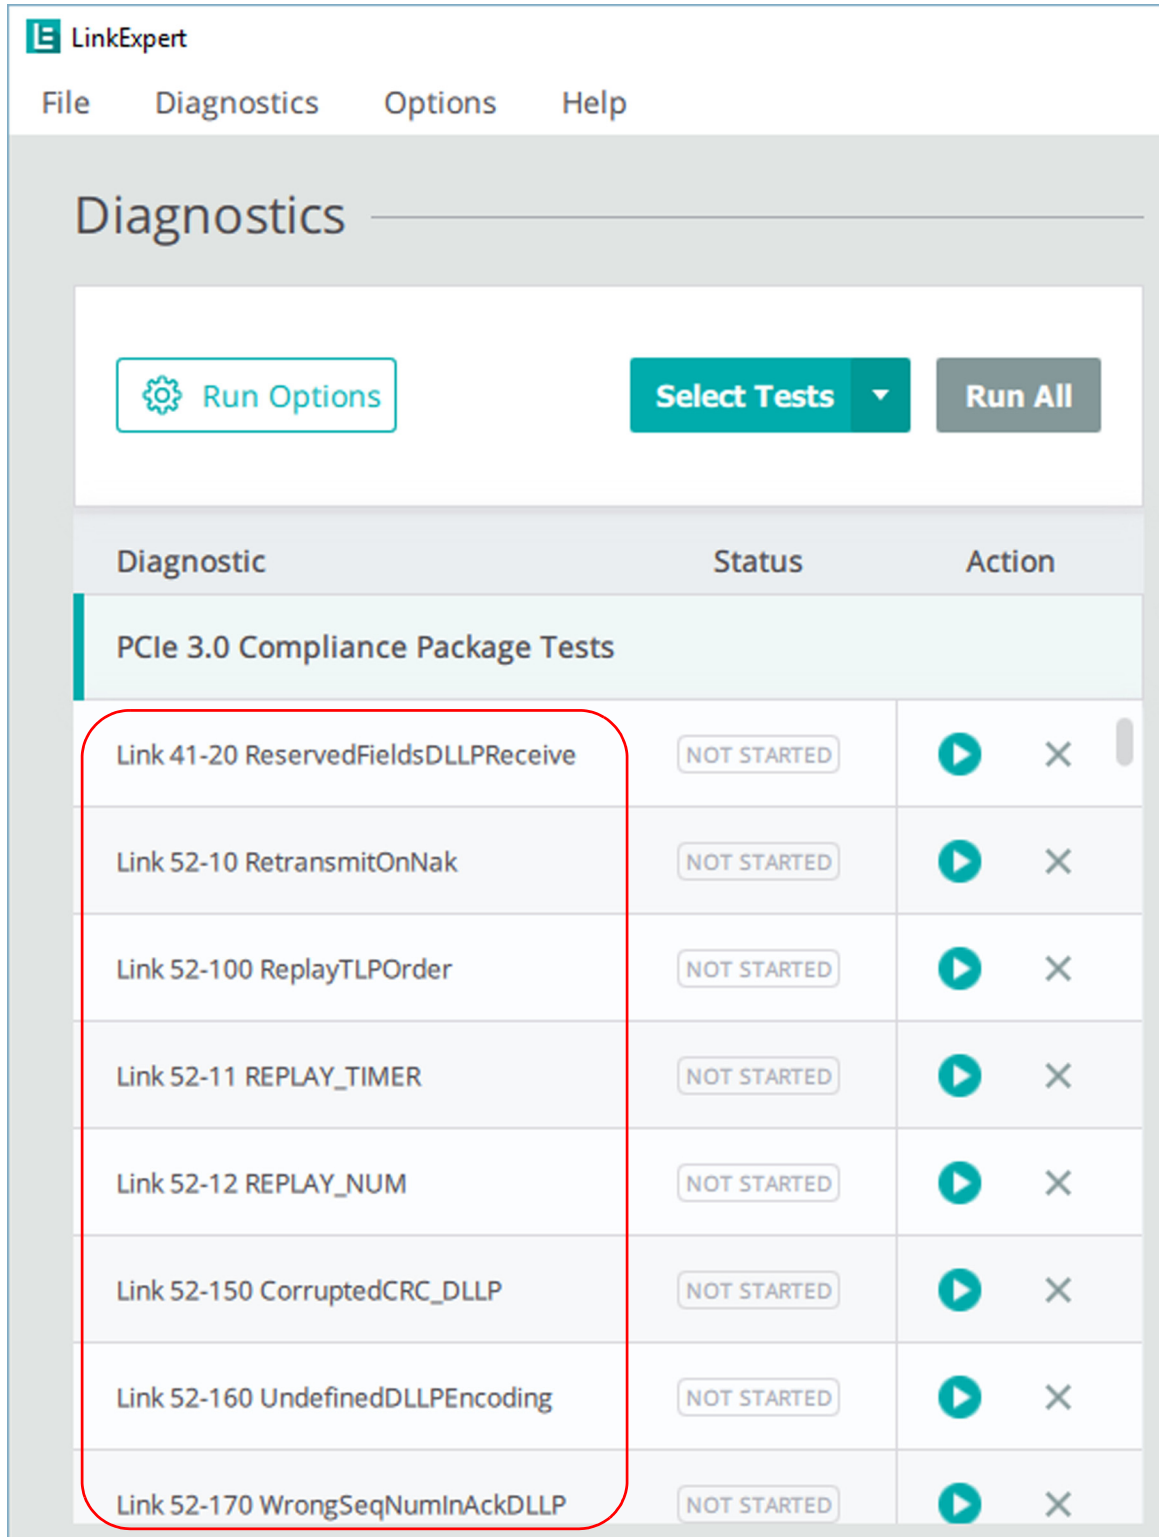 LE LinkExpert
File Diagnostics Options Help
Diagnostics
Run Options Select Tests Run All
Diagnostic Status Action
PCIe 3.0 Compliance Package Tests
Link 41-20 ReservedFieldsDLLPReceive NOT STARTED
Link 52-10 RetransmitOnNak NOT STARTED
Link 52-100 ReplayTLPOrder NOT STARTED
Link 52-11 REPLAY_TIMER NOT STARTED
Link 52-12 REPLAY_NUM NOT STARTED
Link 52-150 CorruptedCRC_DLLP NOT STARTED
Link 52-160 UndefinedDLLPEncoding NOT STARTED
Link 52-170 WrongSeqNumInAckDLLP NOT STARTED